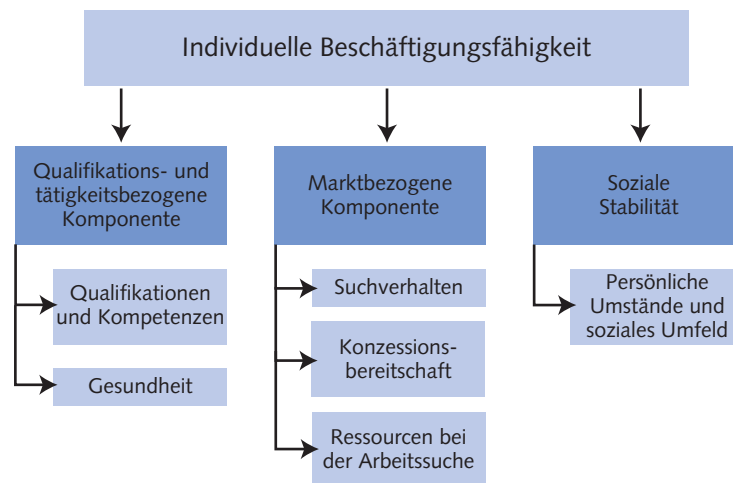 Individuelle Beschäftigungsfähigkeit
Qualifikations- und
tätigkeitsbezogene
Komponente
Marktbezogene
Komponente
Soziale
Stabilität
Qualifikationen
und Kompetenzen
Gesundheit
Suchverhalten
Konzessions-
bereitschaft
Ressourcen bei
der Arbeitssuche
Persönliche
Umstände und
soziales Umfeld